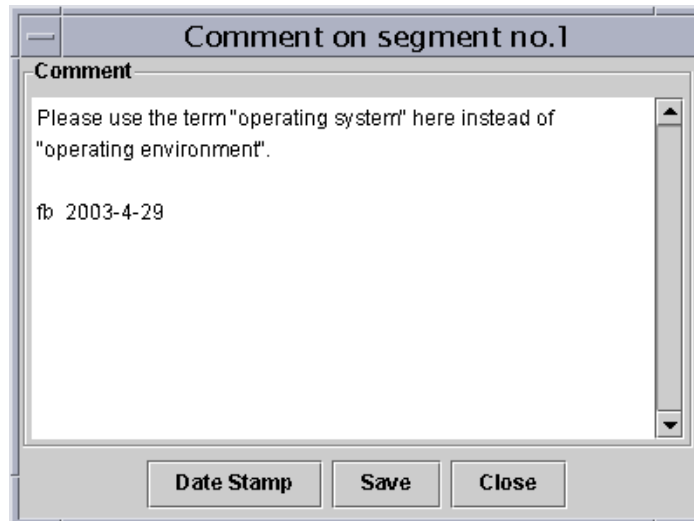 Comment on segment no.1
Comment
Please use the term "operating system" here instead of
"operating environment".
fb 2003-4-29
Date Stamp
Save
Close